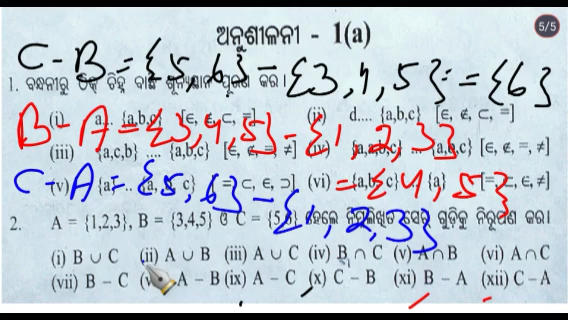 5/5
ଅନୁଶୀଳନୀ - 1(a)
C - B = {5, 6} - {3, 4, 5} = = {6}
1. ବନ୍ଧନୀରୁ ଠିକ୍ ଚିହ୍ନ ବାଛି ଶୂନ୍ୟସ୍ଥାନ ପୂରଣ କର।
(i) a... {a,b,c} [∈, ∉, ⊂, =] (ii) d.... {a,b,c} [∈, ∉, ⊂, =]
B - A = {3, 4, 5} - {1, 2, 3}
(iii) {a,c,b} .... {a,b,c} [∈, ∉, =, ≠] {a,b,c} [∈, ∉, =, ≠]
C - A = {5, 6} - {1, 2, 3} = {4, 5}
(v) (vi) {a} ∈, ≠]
2. A = {1,2,3}, B = {3,4,5} ଓ C = {5,6} ହେଲେ ନିମ୍ନଲିଖିତ ସେଟ୍ ଗୁଡ଼ିକୁ ନିରୂପଣ କର।
(i) B ∪ C (ii) A ∪ B (iii) A ∪ C (iv) B ∩ C (v) A ∩ B (vi) A ∩ C
(vii) B - C A - B (ix) A - C (x) C - B (xi) B - A (xii) C - A